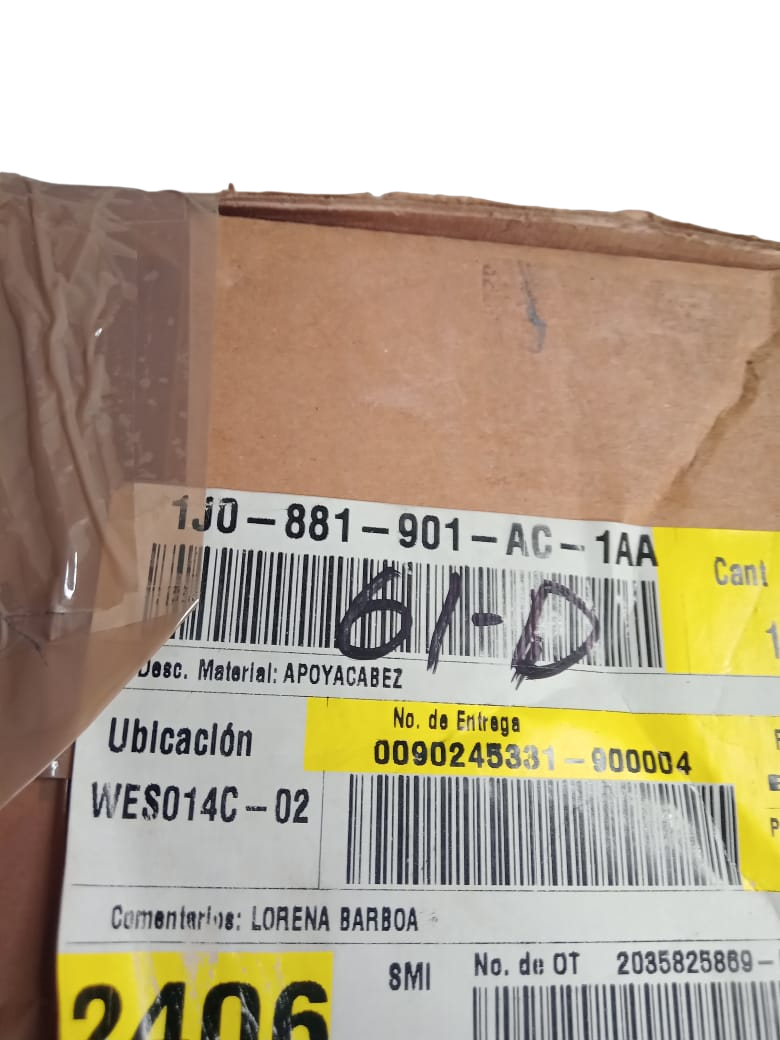 1J0-881-901-AC-1AA
Cant
61-D
Desc. Material: APOYACABEZ
No. de Entrega
Ubicación
0090245331-900004
WES014C-02
Comentarios: LORENA BARBOA
SMI No. de OT 2035825869-
2406